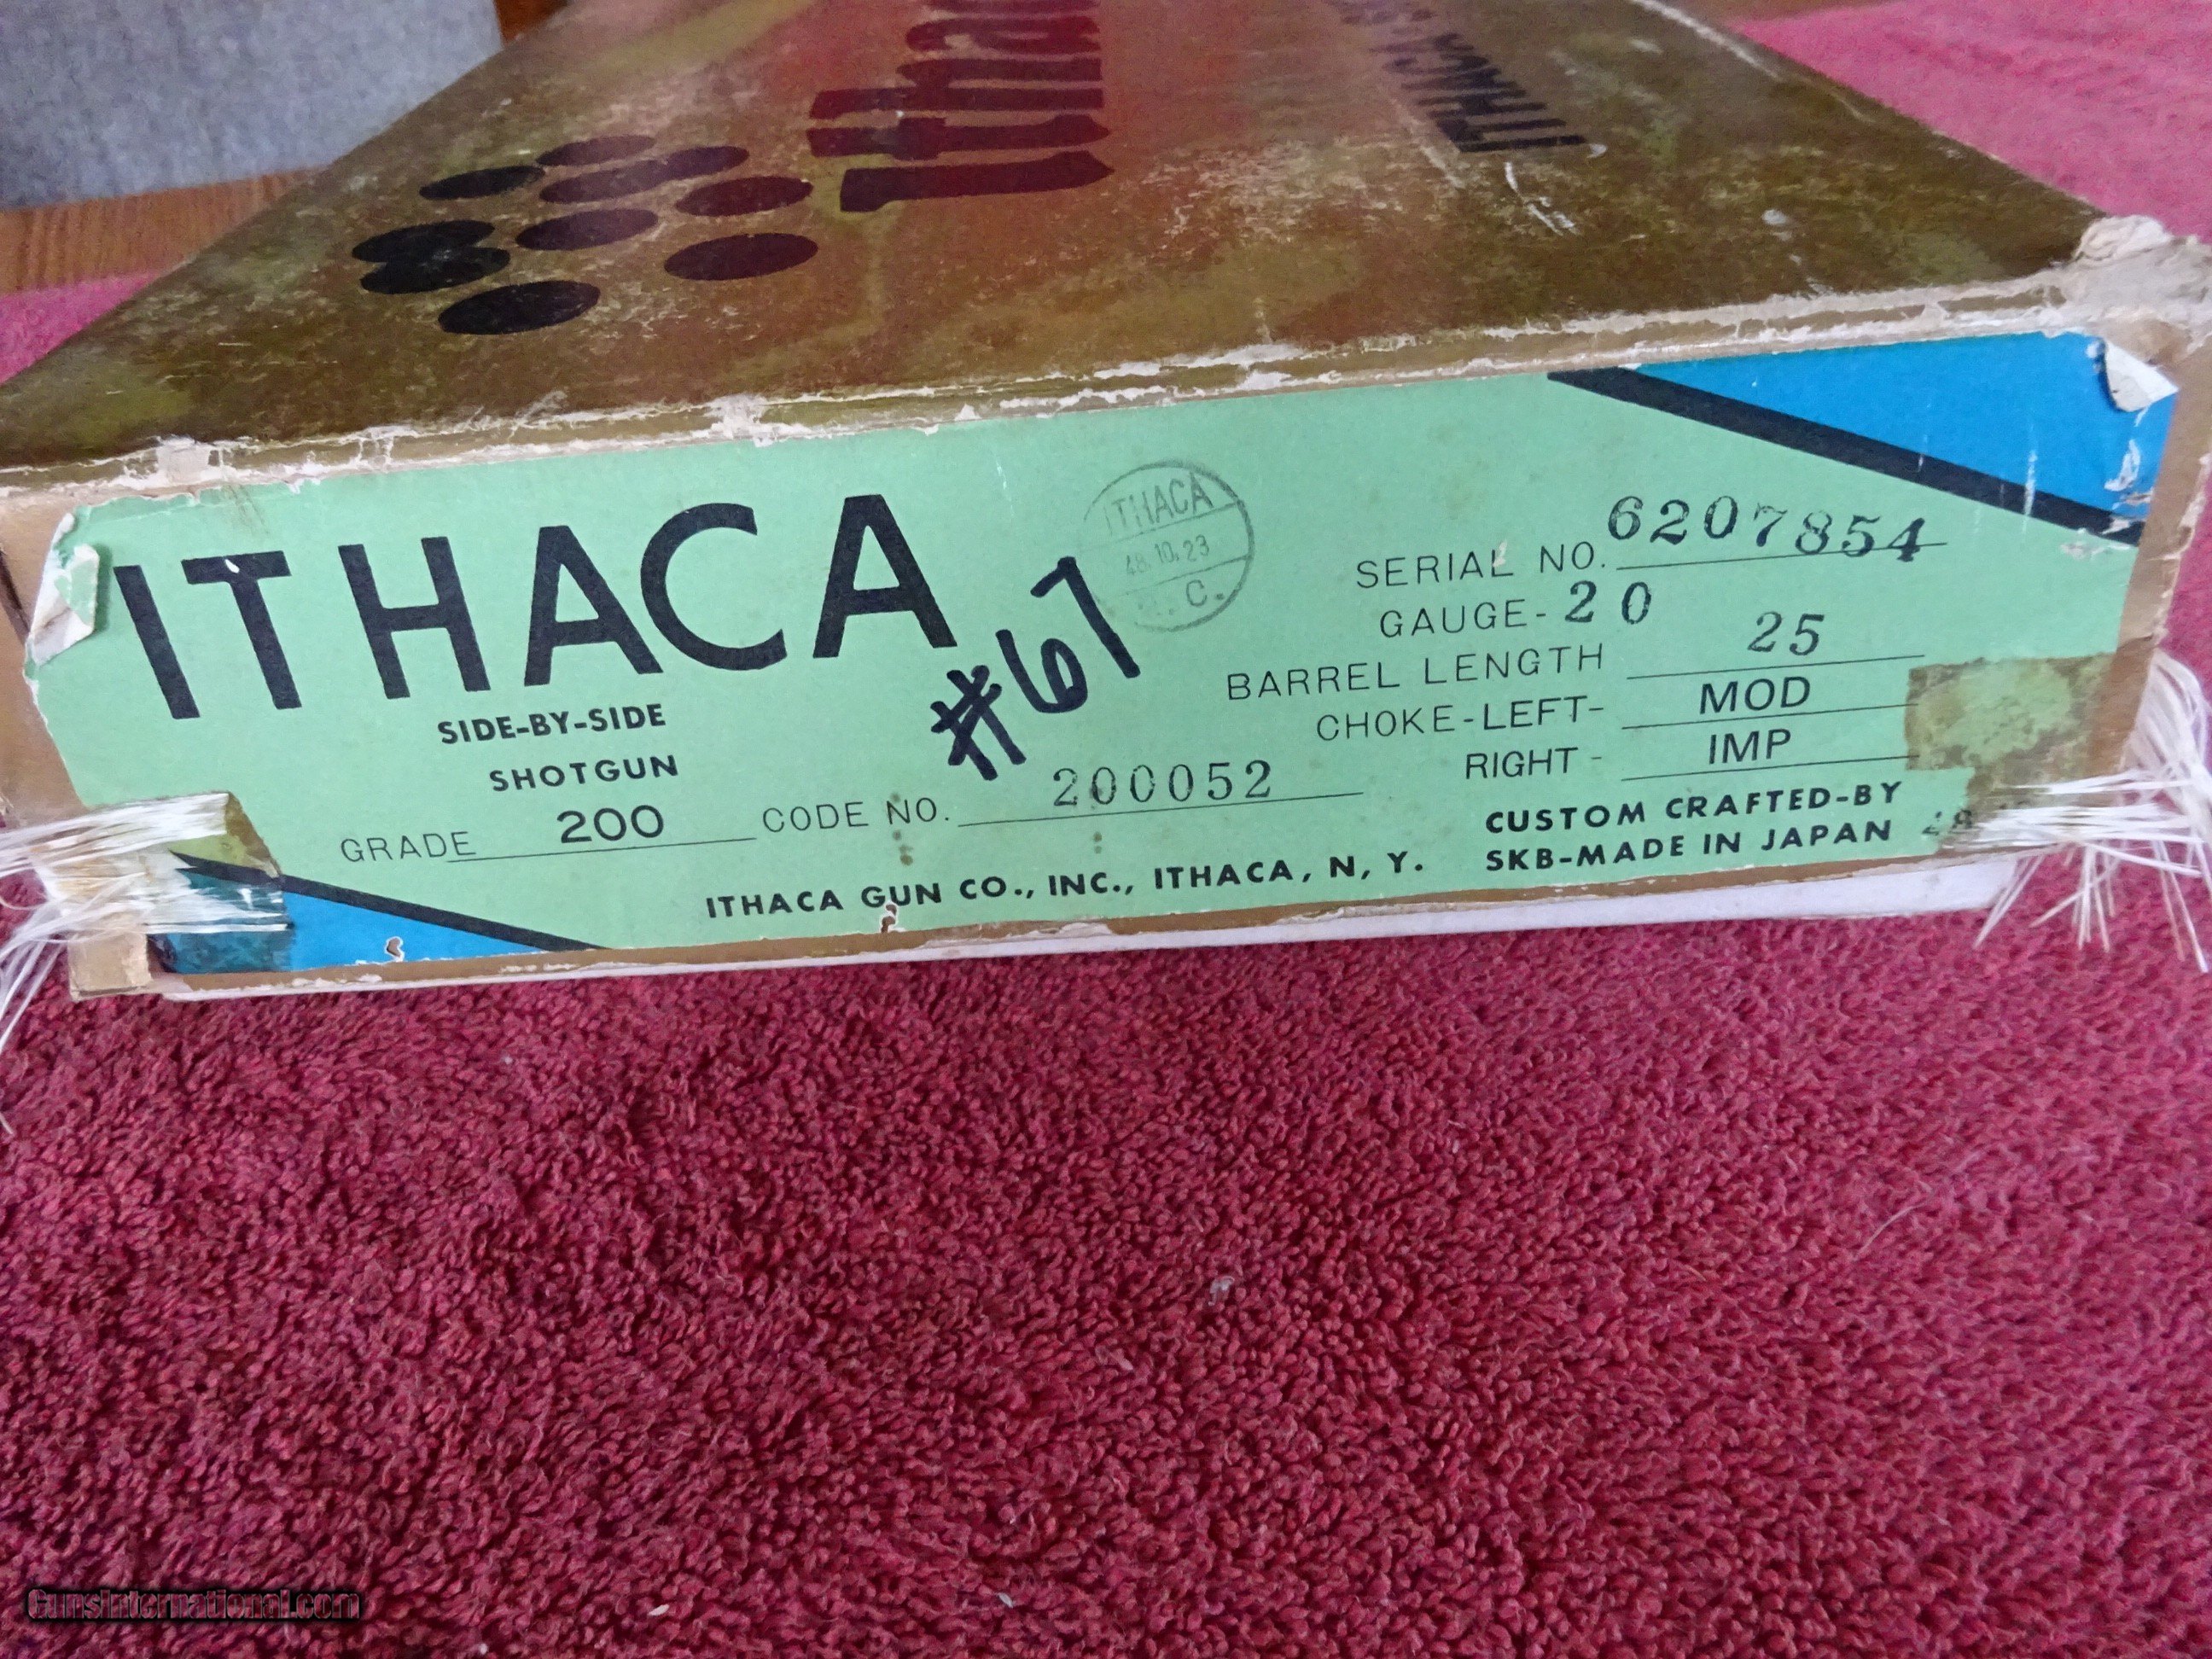 Ithaca
ITHACA
ITHACA
SIDE-BY-SIDE
SHOTGUN
GRADE 200 CODE NO. 200052
#67
ITHACA
48.10.23
C.
SERIAL NO. 6207854
GAUGE- 20
BARREL LENGTH 25
CHOKE-LEFT- MOD
RIGHT- IMP
CUSTOM CRAFTED-BY
SKB-MADE IN JAPAN
ITHACA GUN CO., INC., ITHACA, N, Y.
GunsInternational.com